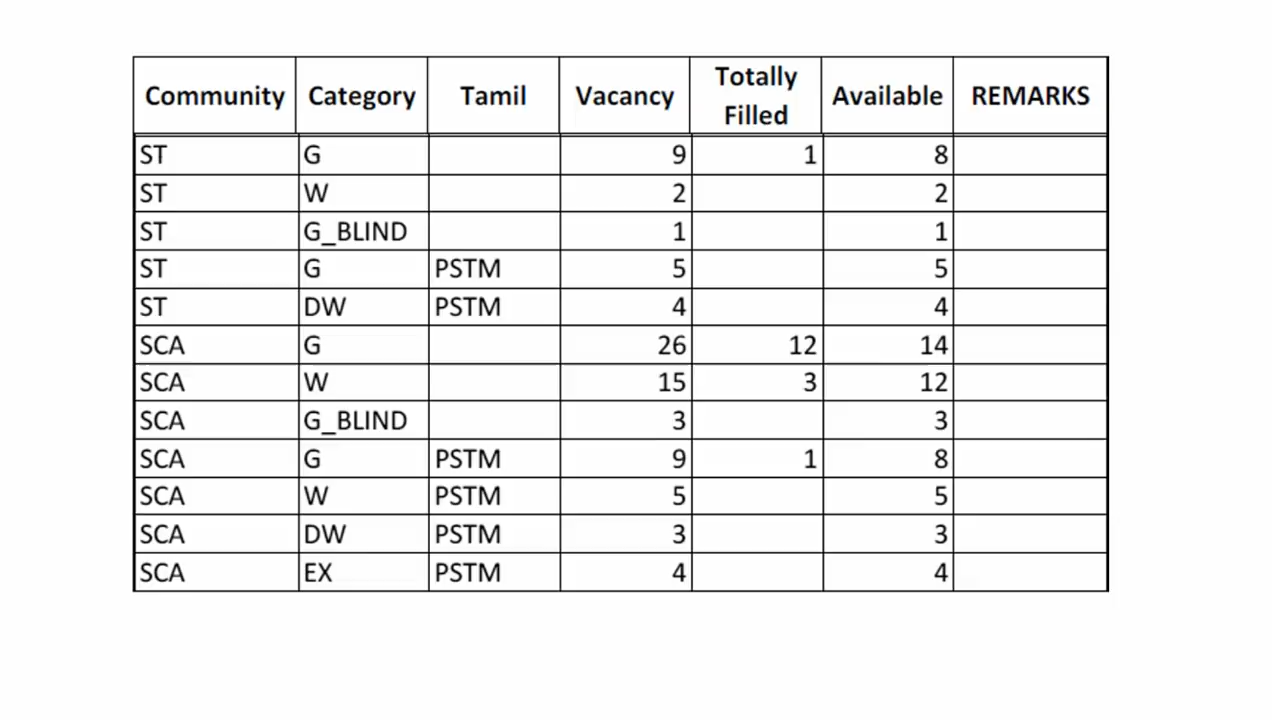 Community Category Tamil Vacancy Totally Filled Available REMARKS
ST G 9 1 8
ST W 2 2
ST G_BLIND 1 1
ST G PSTM 5 5
ST DW PSTM 4 4
SCA G 26 12 14
SCA W 15 3 12
SCA G_BLIND 3 3
SCA G PSTM 9 1 8
SCA W PSTM 5 5
SCA DW PSTM 3 3
SCA EX PSTM 4 4